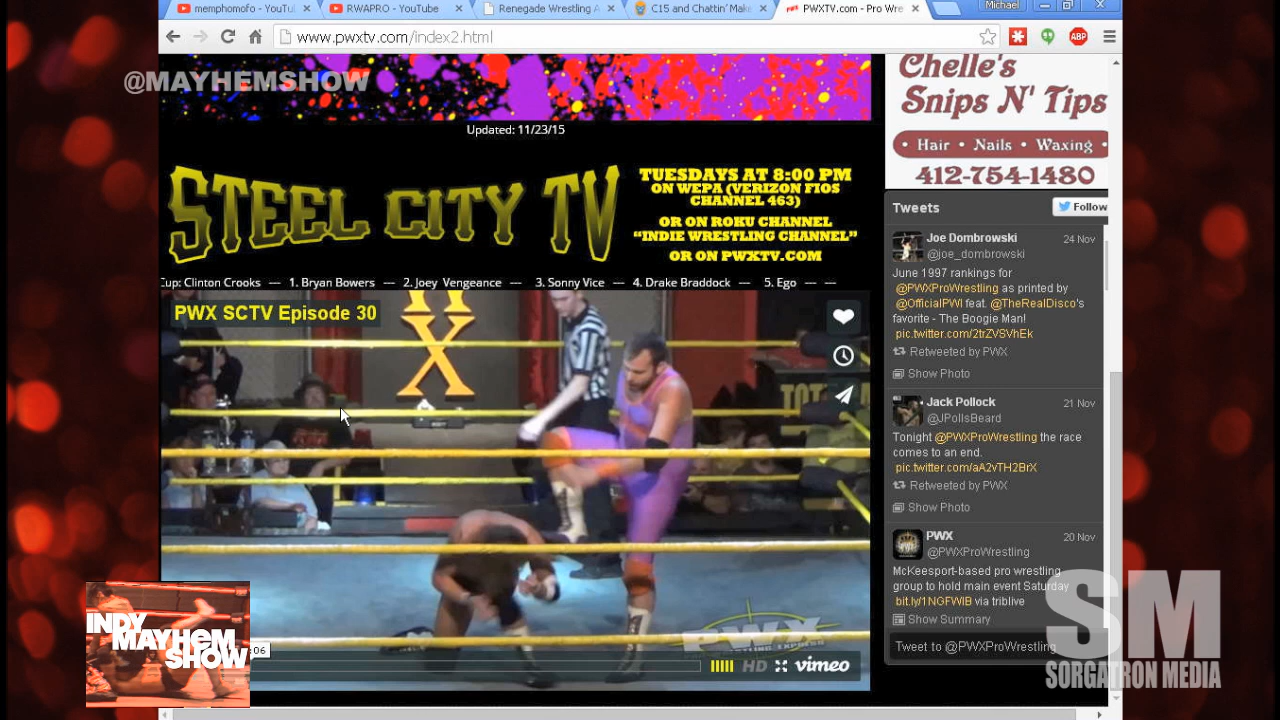 memphomofo - YouTu
RWAPRO - YouTube
Renegade Wrestling A
C15 and Chattin' Make
PWXTV.com - Pro Wre
Michael
www.pwxtv.com/index2.html
ABP
@MAYHEMSHOW
Updated: 11/23/15
STEEL CITY TV
TUESDAYS AT 8:00 PM
ON WEPA (VERIZON FIOS
CHANNEL 463)
OR ON ROKU CHANNEL
“INDIE WRESTLING CHANNEL”
OR ON PWXTV.COM
Cup: Clinton Crooks --- 1. Bryan Bowers --- 2. Joey Vengeance --- 3. Sonny Vice --- 4. Drake Braddock --- 5. Ego --- ---
PWX SCTV Episode 30
X
PWX
:06
HD
vimeo
Chelle's
Snips N' Tips
• Hair • Nails • Waxing •
412-754-1480
Tweets
Follow
Joe Dombrowski
24 Nov
@joe_dombrowski
June 1997 rankings for
@PWXProWrestling as printed by
@OfficialPWI feat. @TheRealDisco's
favorite - The Boogie Man!
pic.twitter.com/2trZVSVhEk
Retweeted by PWX
Show Photo
Jack Pollock
21 Nov
@JPollsBeard
Tonight @PWXProWrestling the race
comes to an end.
pic.twitter.com/aA2vTH2BrX
Retweeted by PWX
Show Photo
PWX
20 Nov
@PWXProWrestling
McKeesport-based pro wrestling
group to hold main event Saturday
bit.ly/1NGFWIB via triblive
Show Summary
Tweet to @PWXProWrestling
INDY
MAYHEM
SHOW
SM
SORGATRON MEDIA